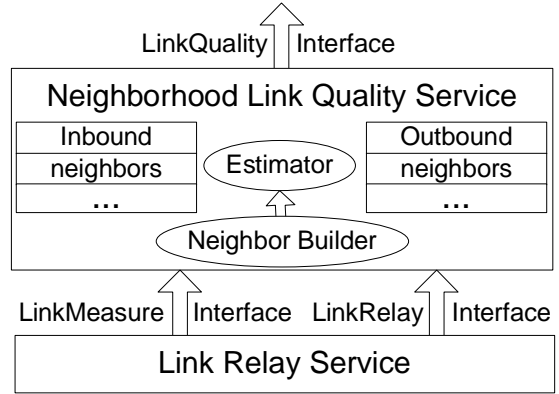 LinkQuality Interface
Neighborhood Link Quality Service
Inbound
neighbors
...
Estimator
Outbound
neighbors
...
Neighbor Builder
LinkMeasure Interface
LinkRelay Interface
Link Relay Service